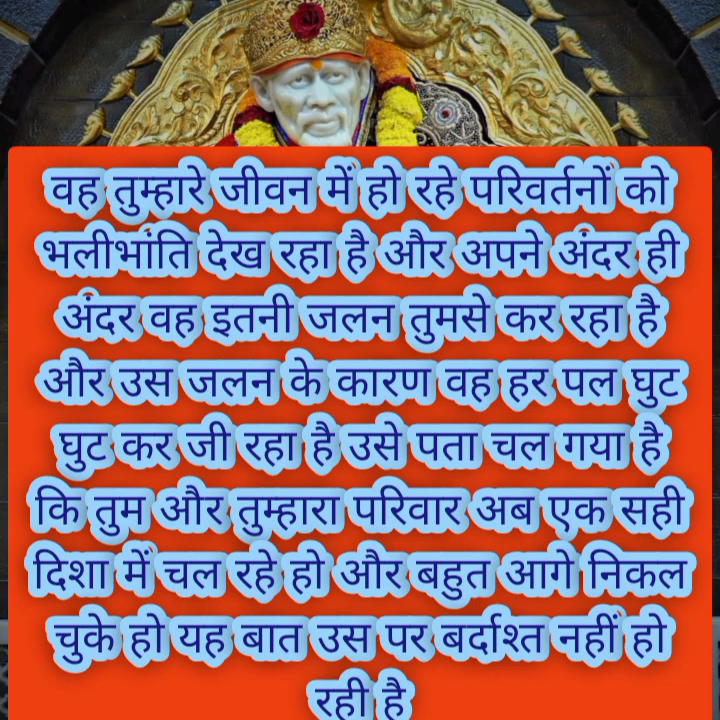 वह तुम्हारे जीवन में हो रहे परिवर्तनों को
भलीभांति देख रहा है और अपने अंदर ही
अंदर वह इतनी जलन तुमसे कर रहा है
और उस जलन के कारण वह हर पल घुट
घुट कर जी रहा है उसे पता चल गया है
कि तुम और तुम्हारा परिवार अब एक सही
दिशा में चल रहे हो और बहुत आगे निकल
चुके हो यह बात उस पर बर्दाश्त नहीं हो
रही है